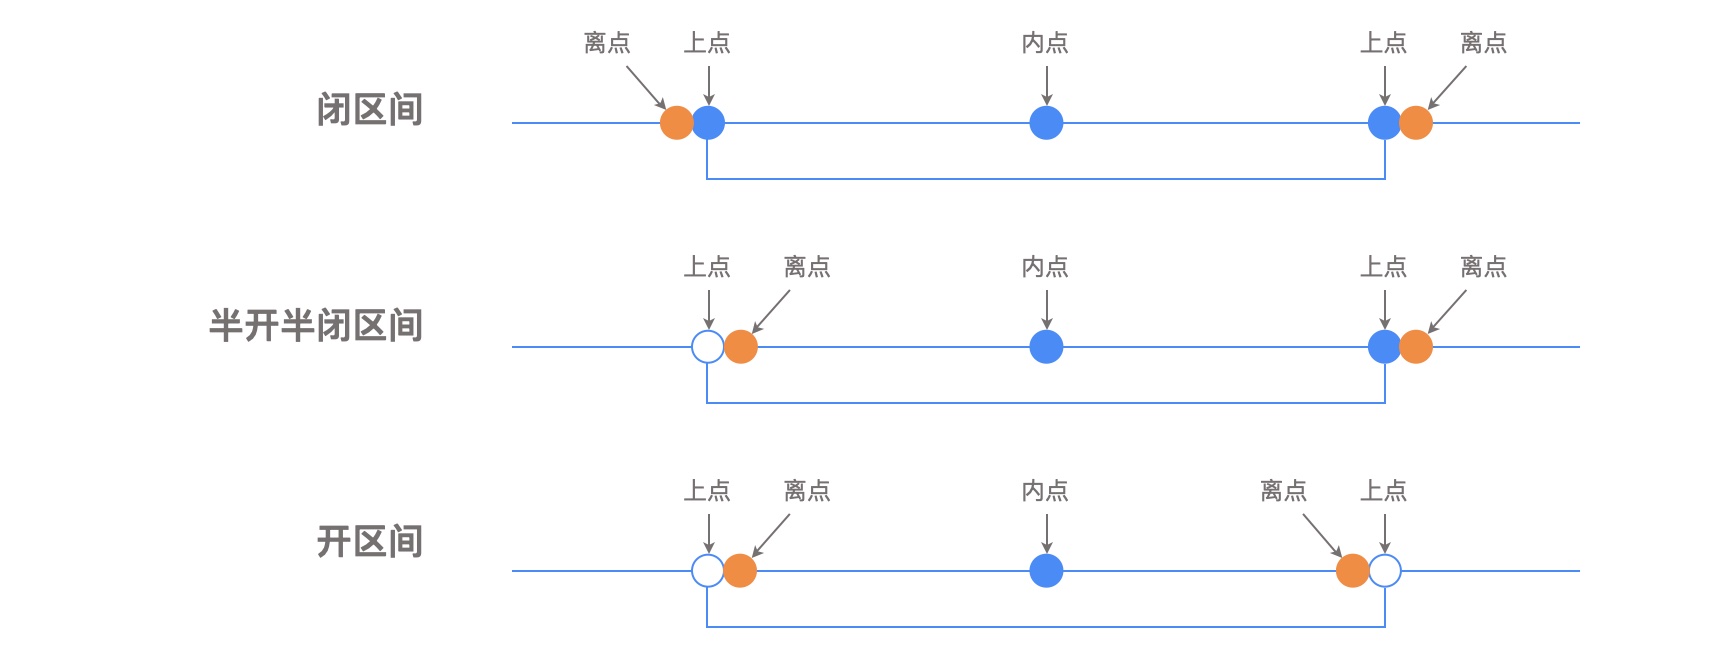 离点 上点 内点 上点 离点
闭区间
上点 离点 内点 上点 离点
半开半闭区间
上点 离点 内点 离点 上点
开区间